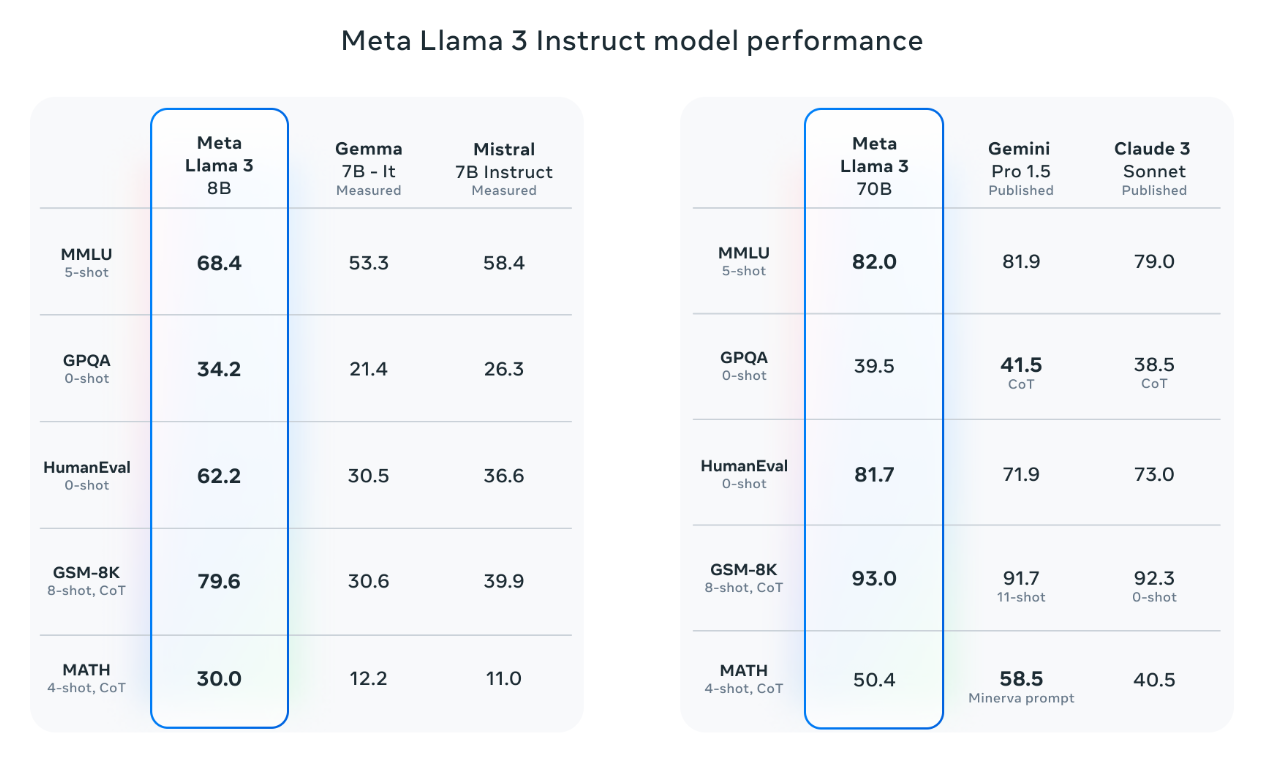 Meta Llama 3 Instruct model performance
Meta
Llama 3
8B
Gemma
7B - It
Measured
Mistral
7B Instruct
Measured
MMLU
5-shot
68.4
53.3
58.4
GPQA
0-shot
34.2
21.4
26.3
HumanEval
0-shot
62.2
30.5
36.6
GSM-8K
8-shot, CoT
79.6
30.6
39.9
MATH
4-shot, CoT
30.0
12.2
11.0
Meta
Llama 3
70B
Gemini
Pro 1.5
Published
Claude 3
Sonnet
Published
MMLU
5-shot
82.0
81.9
79.0
GPQA
0-shot
39.5
41.5
CoT
38.5
CoT
HumanEval
0-shot
81.7
71.9
73.0
GSM-8K
8-shot, CoT
93.0
91.7
11-shot
92.3
0-shot
MATH
4-shot, CoT
50.4
58.5
Minerva prompt
40.5